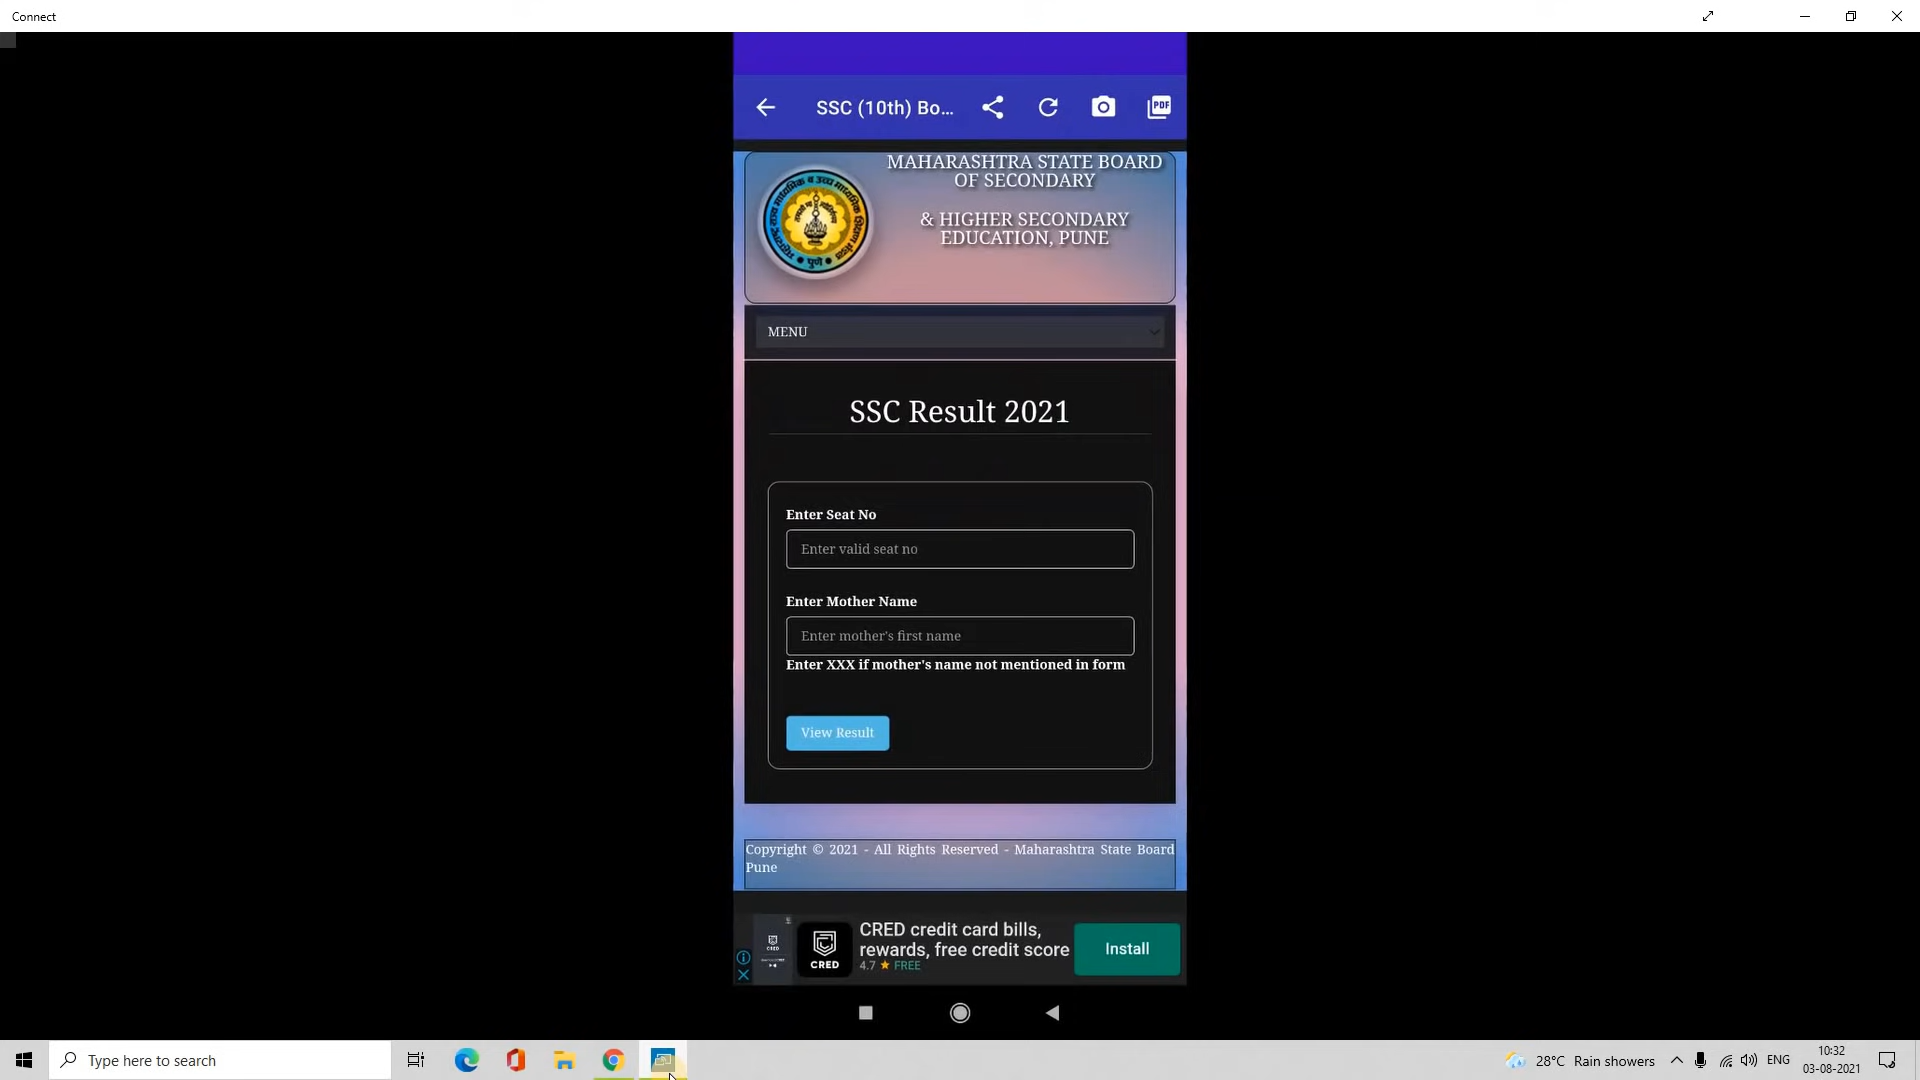 Connect
SSC (10th) Bo...
PDF
MAHARASHTRA STATE BOARD
OF SECONDARY
& HIGHER SECONDARY
EDUCATION, PUNE
पुणे
MENU
SSC Result 2021
Enter Seat No
Enter valid seat no
Enter Mother Name
Enter mother's first name
Enter XXX if mother's name not mentioned in form
View Result
Copyright © 2021 - All Rights Reserved - Maharashtra State Board
Pune
CRED
CRED
CRED credit card bills,
rewards, free credit score
4.7 ★ FREE
Install
Type here to search
28°C Rain showers
ENG
10:32
03-08-2021